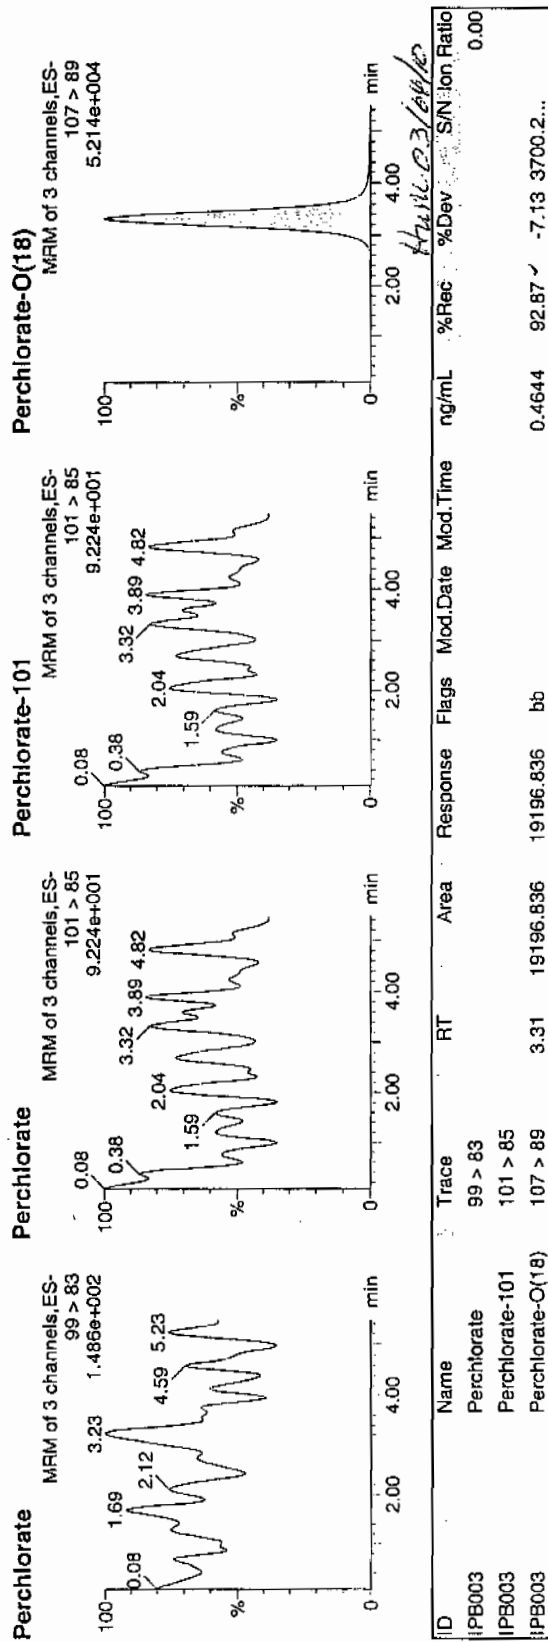 Perchlorate
MRM of 3 channels,ES-
99 > 83
1.486e+002
100
%
0
0.08
1.69
2.12
3.23
4.59
5.23
2.00
4.00
min
Perchlorate
MRM of 3 channels,ES-
101 > 85
9.224e+001
100
%
0
0.08
0.38
1.59
2.04
3.32
3.89
4.82
2.00
4.00
min
Perchlorate-101
MRM of 3 channels,ES-
101 > 85
9.224e+001
100
%
0
0.08
0.38
1.59
2.04
3.32
3.89
4.82
2.00
4.00
min
Perchlorate-O(18)
MRM of 3 channels,ES-
107 > 89
5.214e+004
100
%
0
2.00
4.00
min
ID Name Trace RT Area Response Flags Mod.Date Mod.Time ng/mL %Rec %Dev S/N Ion Ratio
IPB003 Perchlorate 99 > 83 0.00
IPB003 Perchlorate-101 101 > 85
IPB003 Perchlorate-O(18) 107 > 89 3.31 19196.836 19196.836 bb 0.4644 92.87 ✓ -7.13 3700.2...